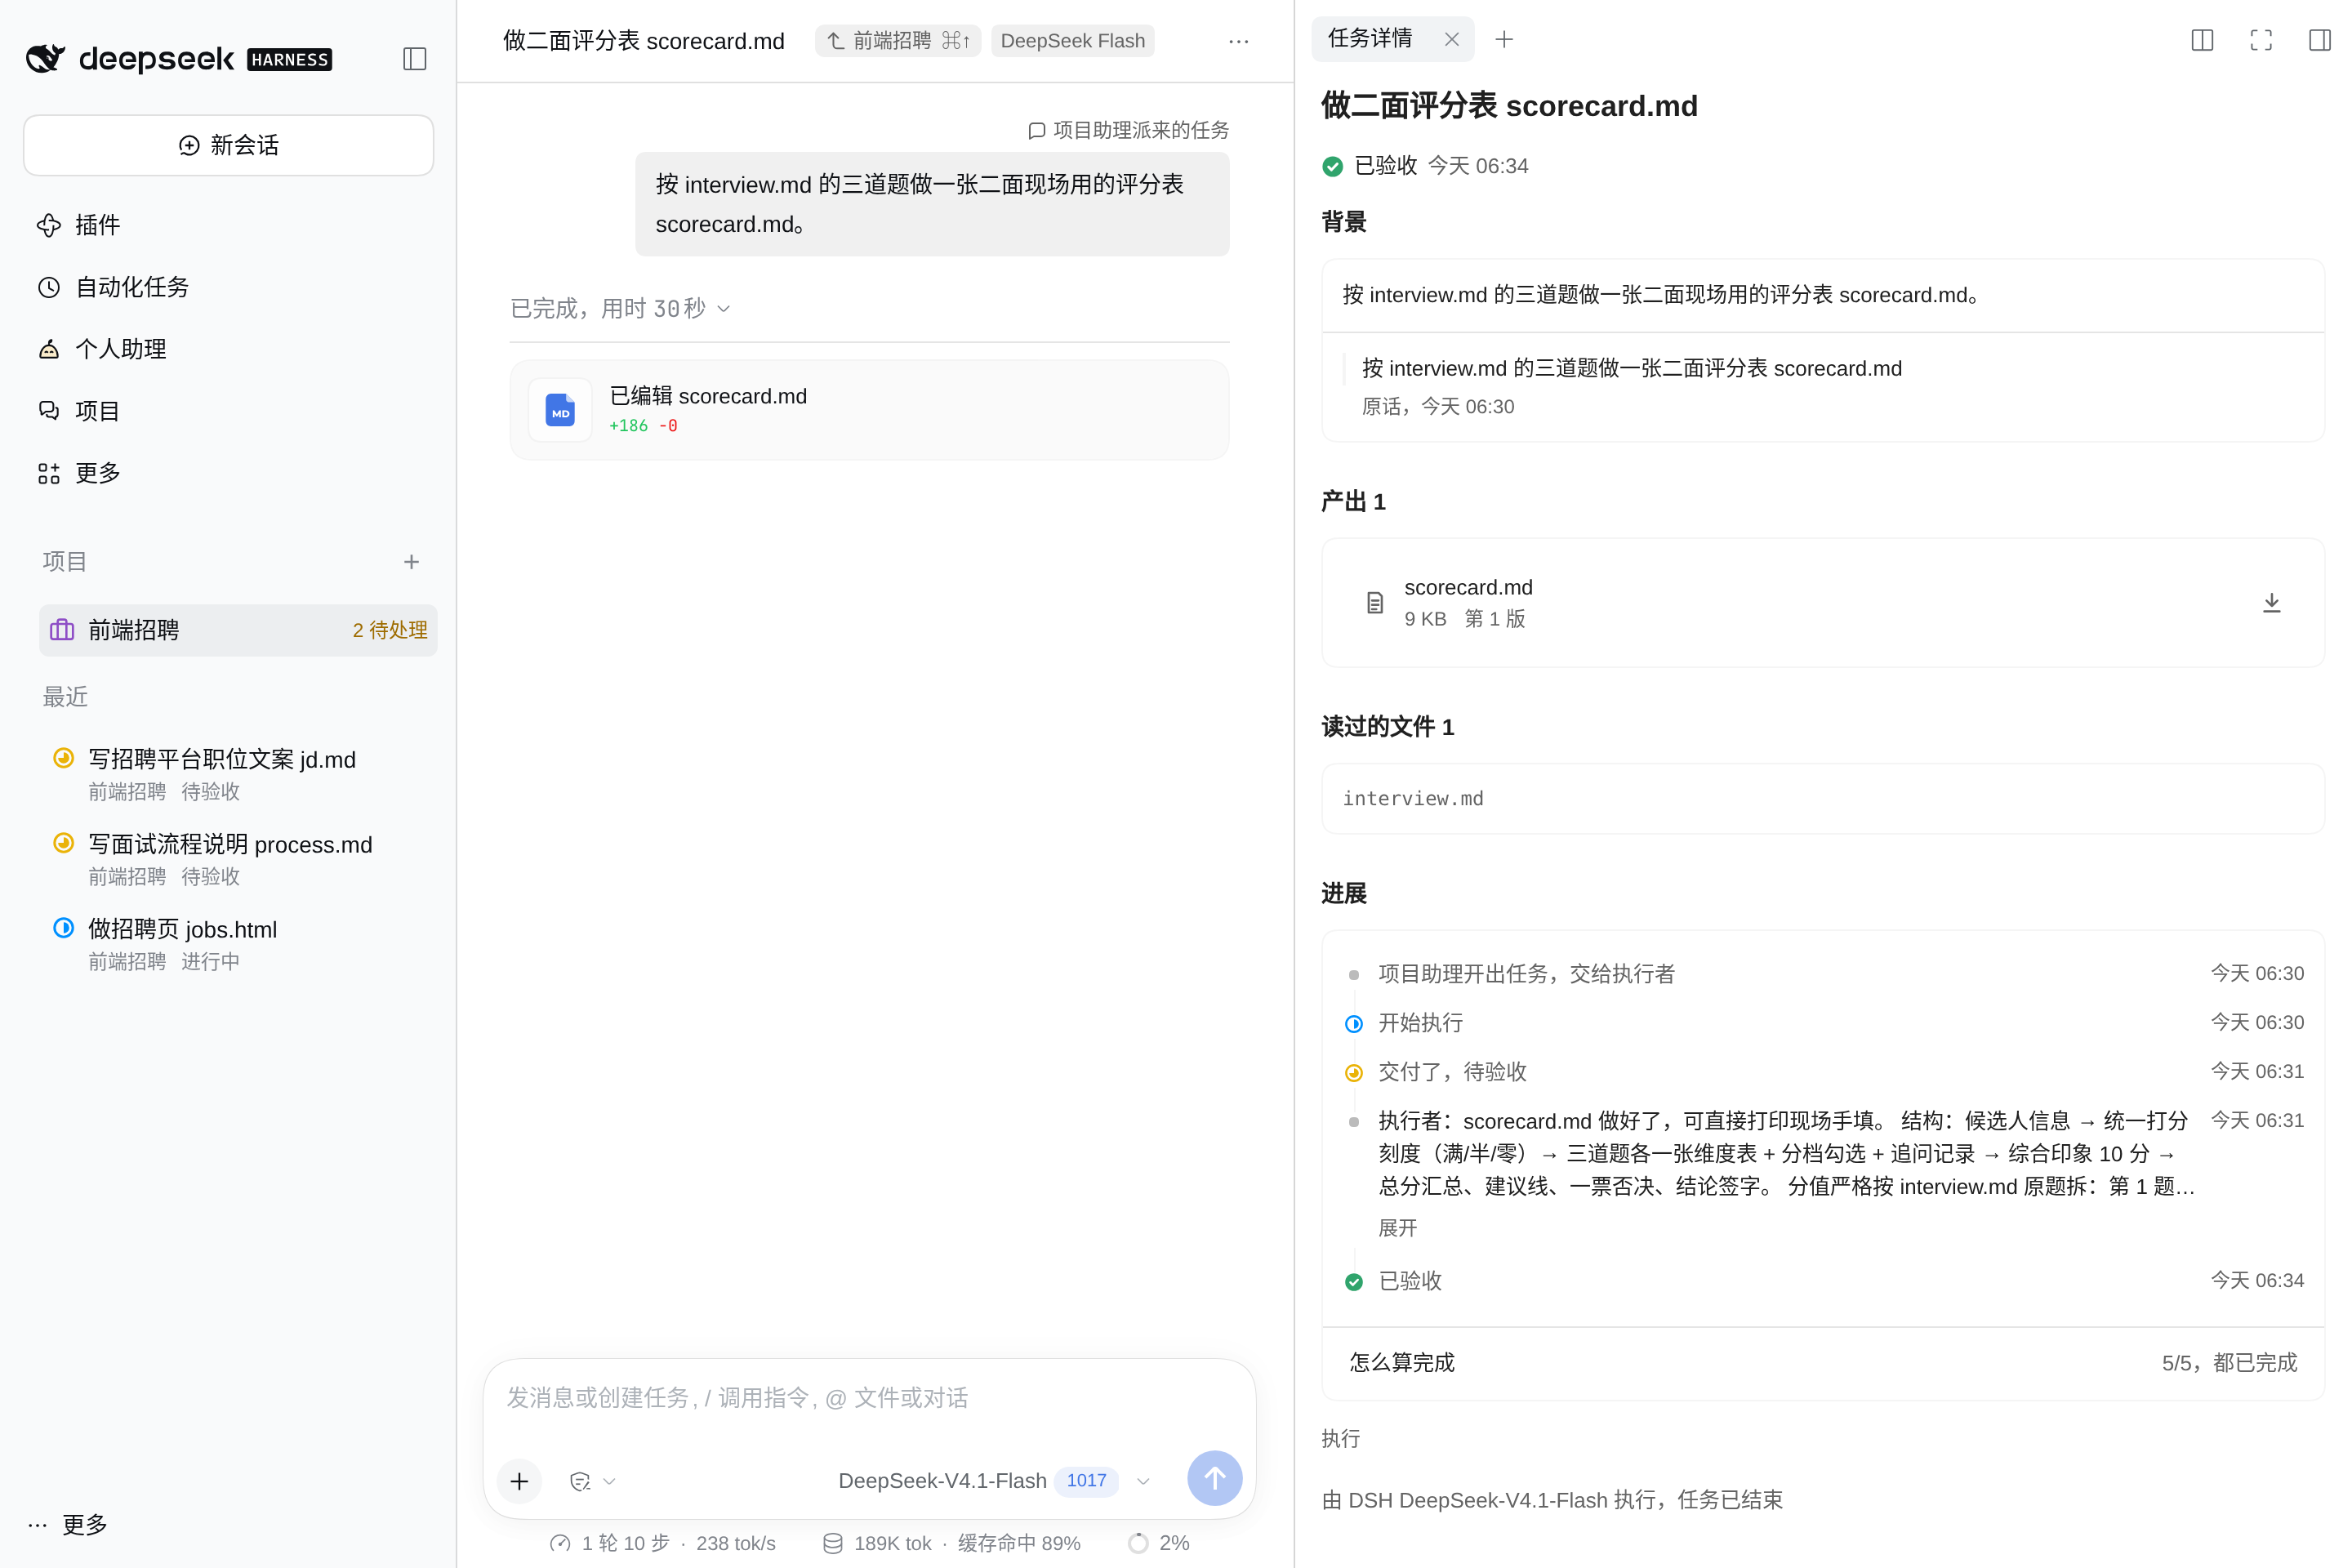 deepseek HARNESS
新会话
插件
自动化任务
个人助理
项目
更多
项目
前端招聘 2 待处理
最近
写招聘平台职位文案 jd.md
前端招聘 待验收
写面试流程说明 process.md
前端招聘 待验收
做招聘页 jobs.html
前端招聘 进行中
更多
做二面评分表 scorecard.md 前端招聘 ⌘↑ DeepSeek Flash
项目助理派来的任务
按 interview.md 的三道题做一张二面现场用的评分表
scorecard.md。
已完成，用时 30秒
MD
已编辑 scorecard.md
+186 -0
发消息或创建任务, / 调用指令, @ 文件或对话
DeepSeek-V4.1-Flash 1017
1 轮 10 步 · 238 tok/s 189K tok · 缓存命中 89% 2%
任务详情
做二面评分表 scorecard.md
已验收 今天 06:34
背景
按 interview.md 的三道题做一张二面现场用的评分表 scorecard.md。
按 interview.md 的三道题做一张二面评分表 scorecard.md
原话，今天 06:30
产出 1
scorecard.md
9 KB 第 1 版
读过的文件 1
interview.md
进展
项目助理开出任务，交给执行者 今天 06:30
开始执行 今天 06:30
交付了，待验收 今天 06:31
执行者：scorecard.md 做好了，可直接打印现场手填。 结构：候选人信息 → 统一打分 今天 06:31
刻度（满/半/零）→ 三道题各一张维度表 + 分档勾选 + 追问记录 → 综合印象 10 分 →
总分汇总、建议线、一票否决、结论签字。 分值严格按 interview.md 原题拆：第 1 题…
展开
已验收 今天 06:34
怎么算完成 5/5，都已完成
执行
由 DSH DeepSeek-V4.1-Flash 执行，任务已结束